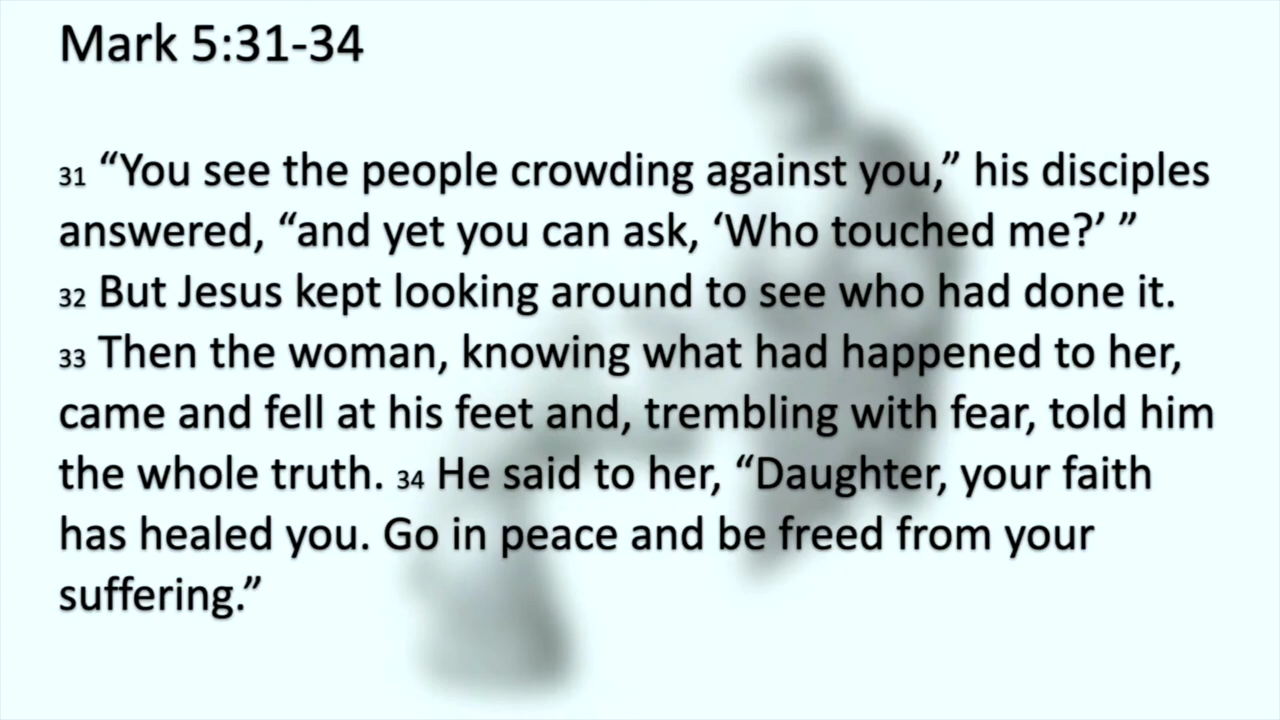 Mark 5:31-34
31 “You see the people crowding against you,” his disciples
answered, “and yet you can ask, ‘Who touched me?’ ”
32 But Jesus kept looking around to see who had done it.
33 Then the woman, knowing what had happened to her,
came and fell at his feet and, trembling with fear, told him
the whole truth. 34 He said to her, “Daughter, your faith
has healed you. Go in peace and be freed from your
suffering.”